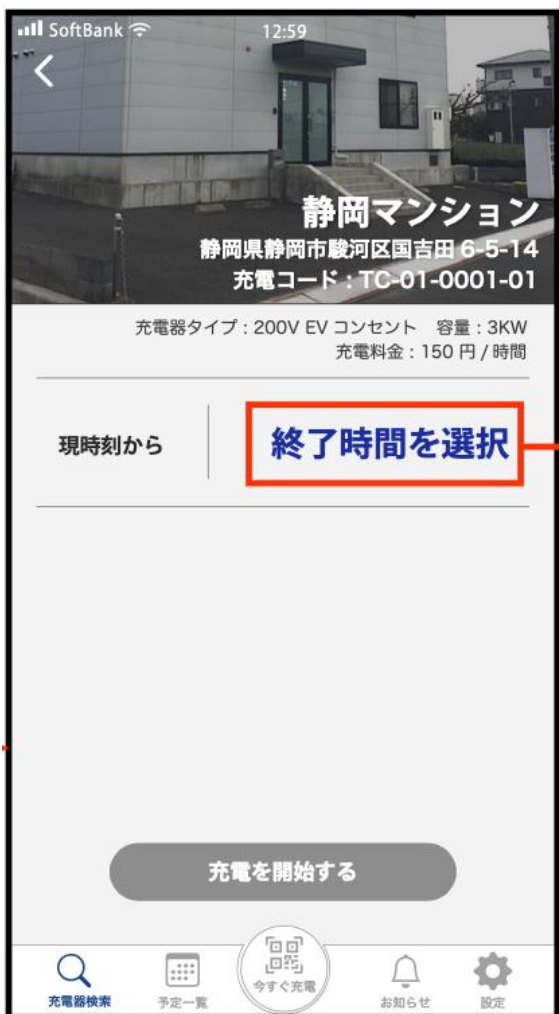 SoftBank 12:59
静岡マンション
静岡県静岡市駿河区国吉田 6-5-14
充電コード : TC-01-0001-01
充電器タイプ : 200V EV コンセント 容量 : 3KW
充電料金 : 150 円 / 時間
現時刻から 終了時間を選択
充電を開始する
充電器検索 予定一覧 今すぐ充電 お知らせ 設定